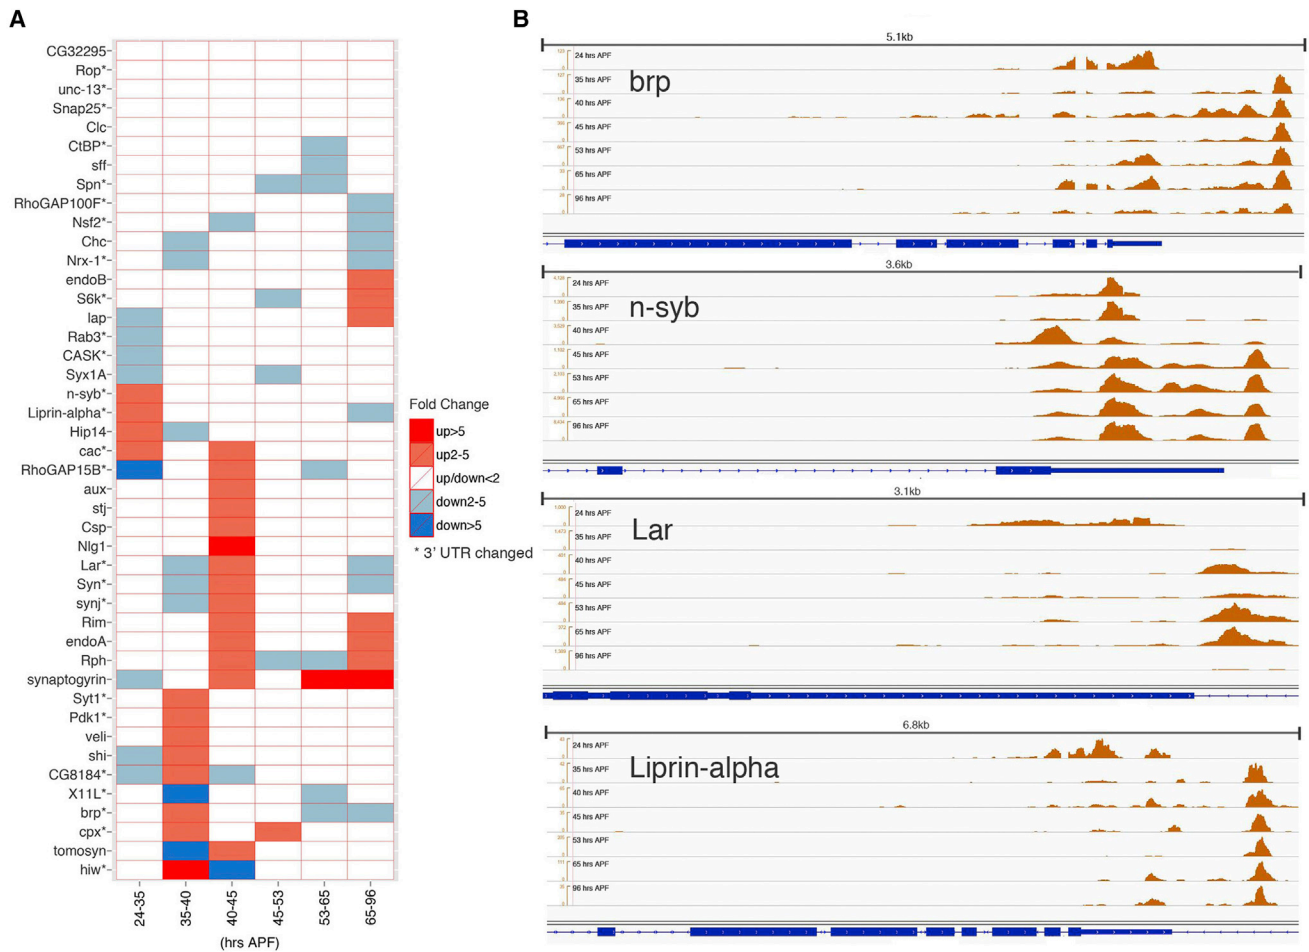 A
CG32295
Rop*
unc-13*
Snap25*
Clc
CtBP*
sff
Spn*
RhoGAP100F*
Nsf2*
Chc
Nrx-1*
endoB
S6k*
lap
Rab3*
CASK*
Syx1A
n-syb*
Liprin-alpha*
Hip14
cac*
RhoGAP15B*
aux
stj
Csp
Nlg1
Lar*
Syn*
synj*
Rim
endoA
Rph
synaptogyrin
Syt1*
Pdk1*
veli
shi
CG8184*
X11L*
brp*
cpx*
tomosyn
hiw*
24-35
35-40
40-45
45-53
53-65
65-96
(hrs APF)
Fold Change
up>5
up2-5
up/down<2
down2-5
down>5
* 3' UTR changed
B
5.1kb
brp
24 hrs APF
35 hrs APF
40 hrs APF
45 hrs APF
53 hrs APF
65 hrs APF
96 hrs APF
3.6kb
n-syb
24 hrs APF
35 hrs APF
40 hrs APF
45 hrs APF
53 hrs APF
65 hrs APF
96 hrs APF
3.1kb
Lar
24 hrs APF
35 hrs APF
40 hrs APF
45 hrs APF
53 hrs APF
65 hrs APF
96 hrs APF
6.8kb
Liprin-alpha
24 hrs APF
35 hrs APF
40 hrs APF
45 hrs APF
53 hrs APF
65 hrs APF
96 hrs APF